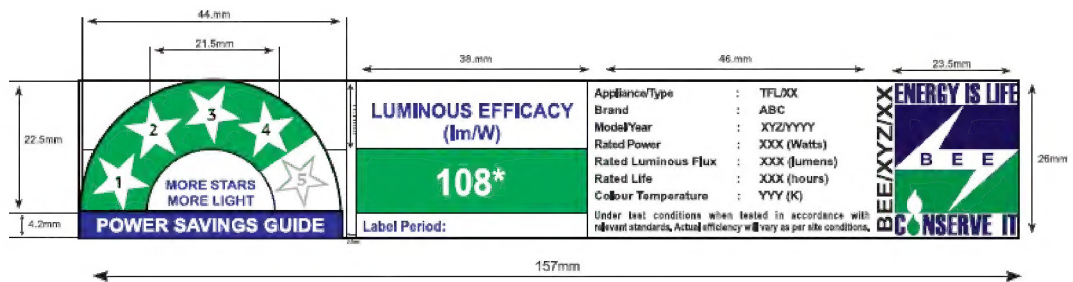 44.mm
21.5mm
38.mm
46.mm
23.5mm
22.5mm
4.2mm
26mm
157mm
1
2
3
4
5
MORE STARS
MORE LIGHT
POWER SAVINGS GUIDE
LUMINOUS EFFICACY
(lm/W)
108*
Label Period:
Appliance/Type : TFL/XX
Brand : ABC
Model/Year : XYZ/YYYY
Rated Power : XXX (Watts)
Rated Luminous Flux : XXX (lumens)
Rated Life : XXX (hours)
Colour Temperature : YYY (K)
Under test conditions when tested in accordance with
relevant standards. Actual efficiency will vary as per site conditions.
BEE/XYZ/XX
ENERGY IS LIFE
BEE
CONSERVE IT